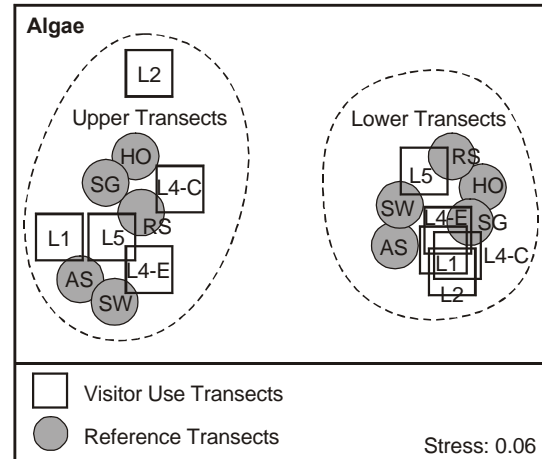 Algae
L2
Upper Transects
HO
SG
L4-C
RS
L1
L5
L4-E
AS
SW
Lower Transects
RS
L5
HO
SW
L4-E
SG
AS
L4-C
L1
L2
Visitor Use Transects
Reference Transects
Stress: 0.06